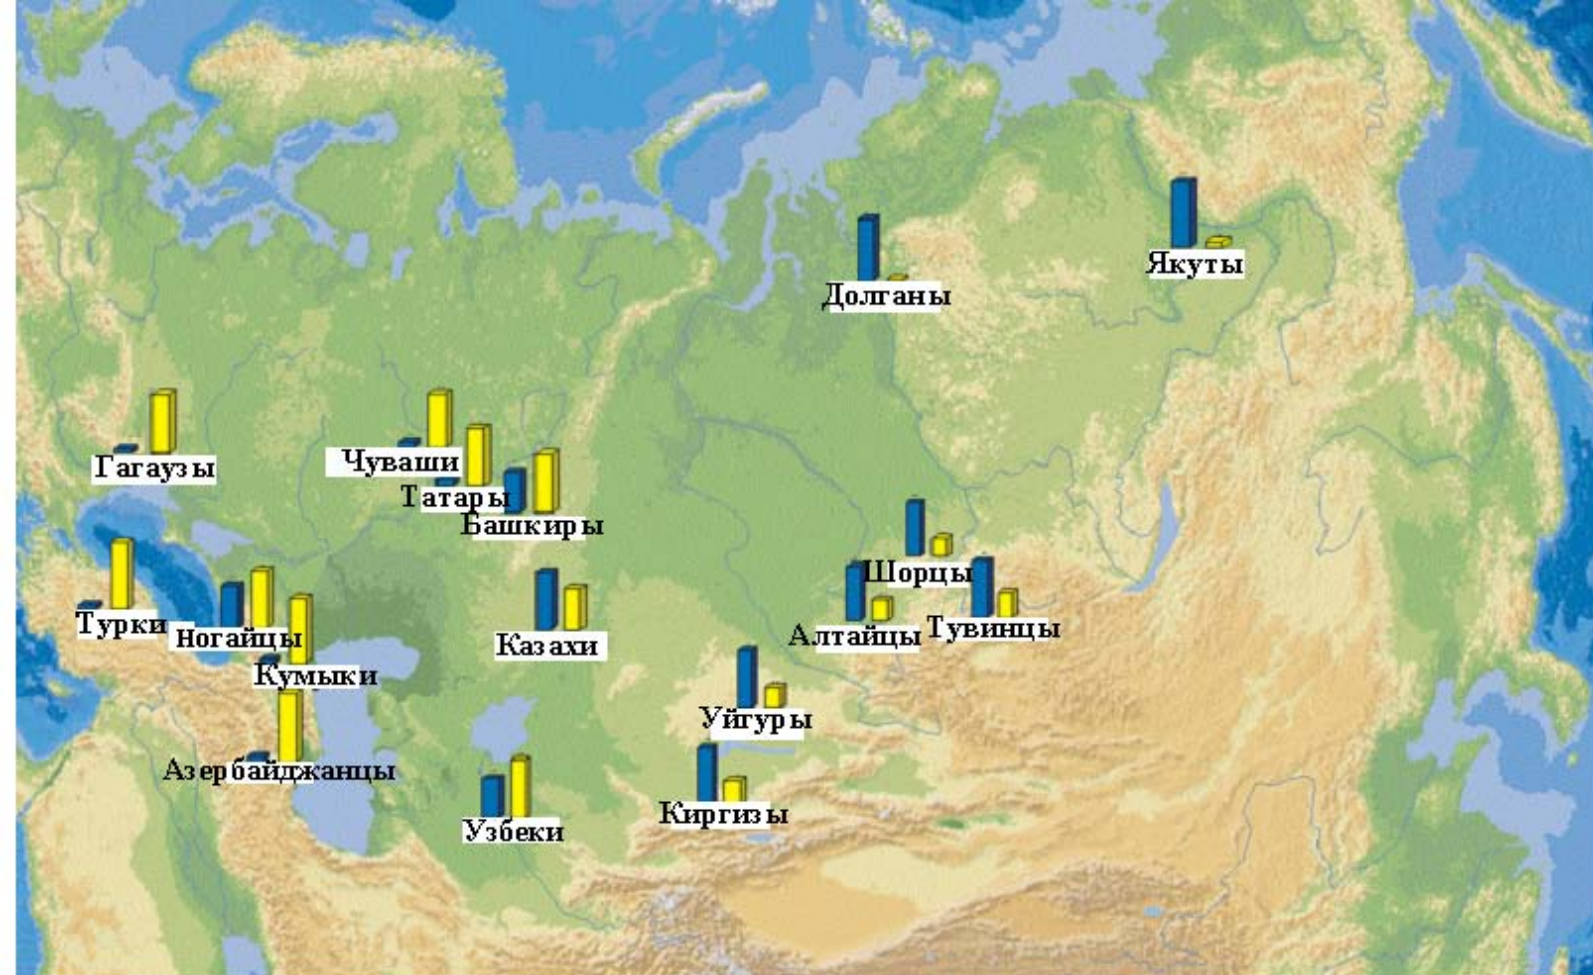 Якуты
Долганы
Гагаузы
Чуваши
Татары
Башкиры
Шорцы
Турки
Ногайцы
Казахи
Алтайцы
Тувинцы
Кумыки
Уйгуры
Азербайджанцы
Киргизы
Узбеки